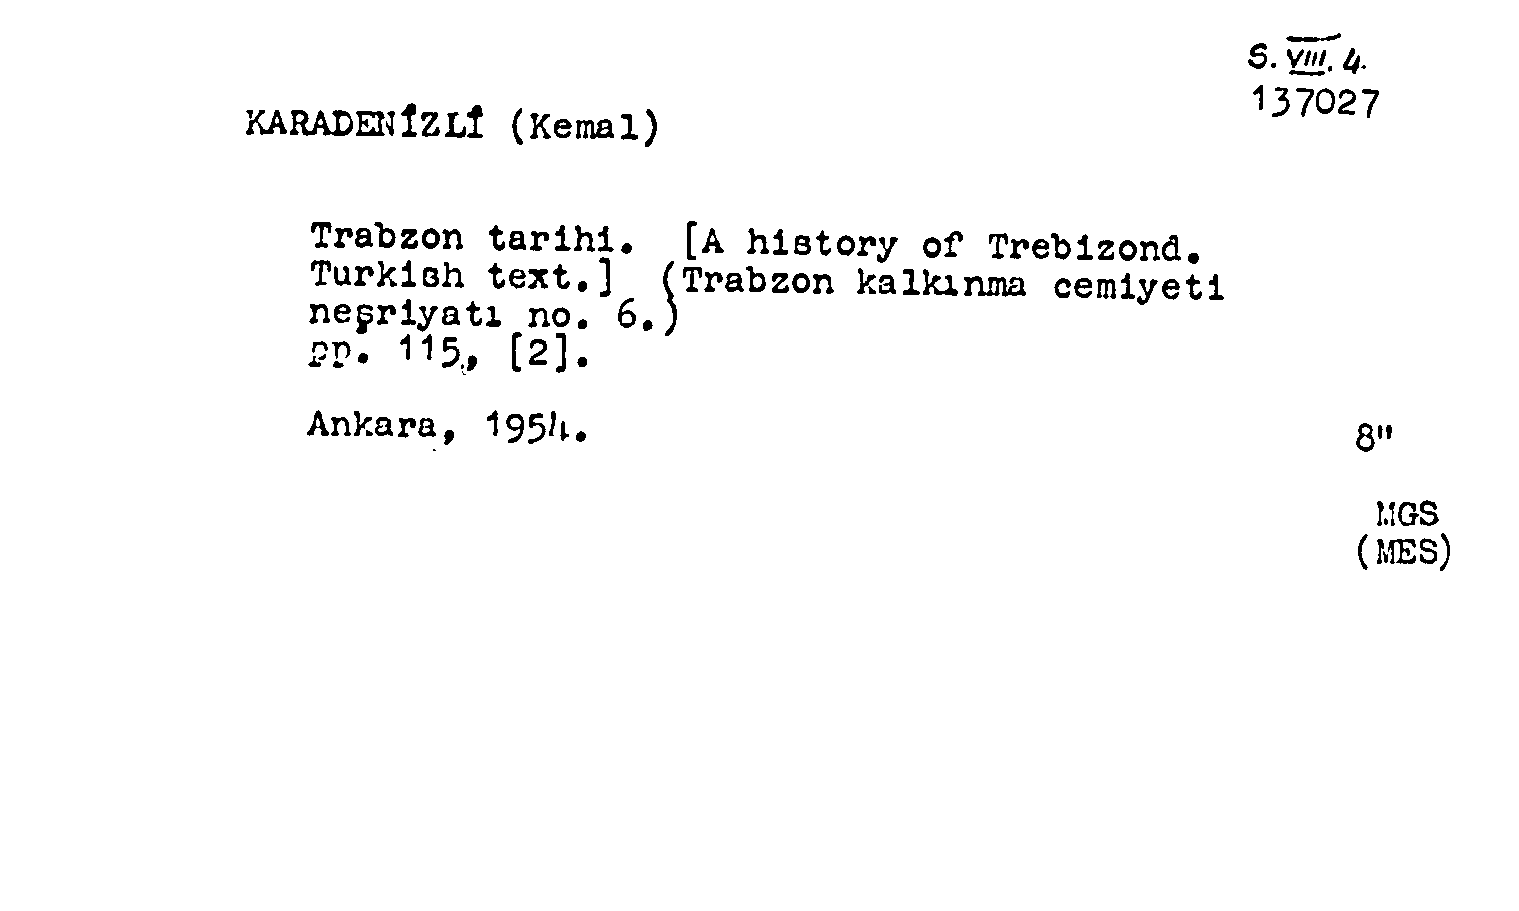 S. VIII. 4.
137027
KARADENİZLİ (Kemal)
Trabzon tarihi. [A history of Trebizond.
Turkish text.] (Trabzon kalkınma cemiyeti
neşriyatı no. 6.)
pp. 115, [2].
Ankara, 1954.
8"
MGS
(MES)